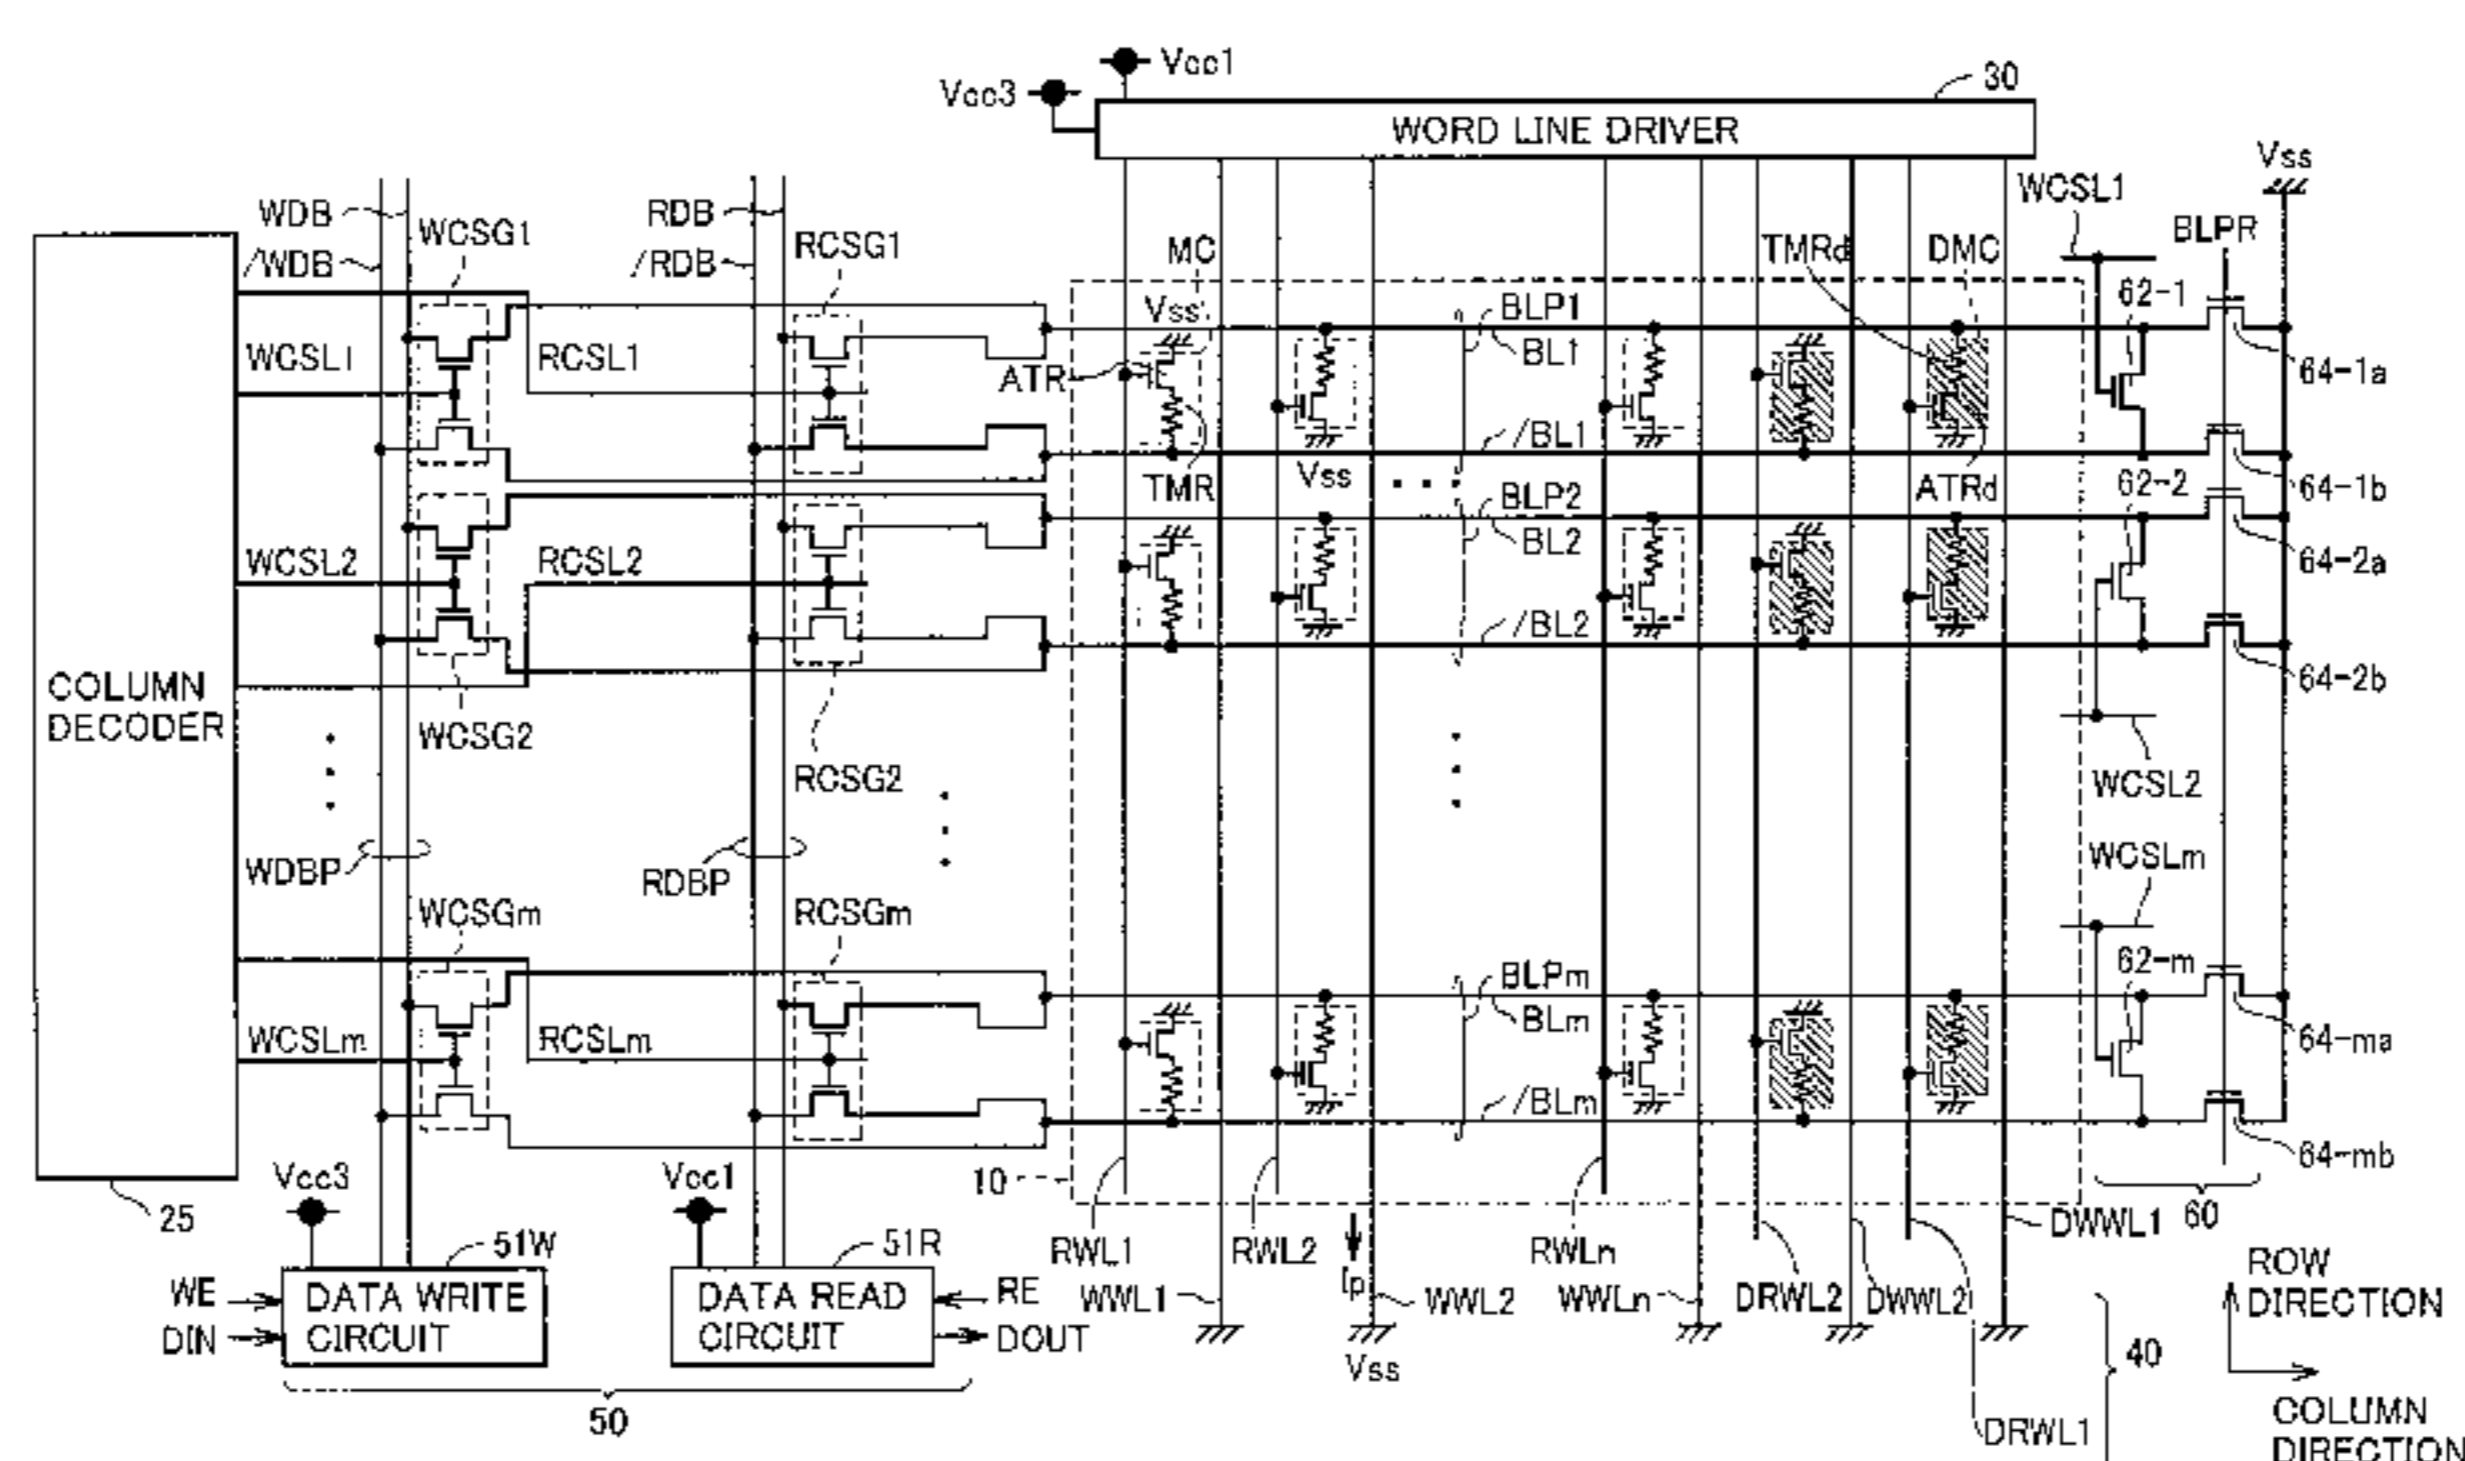 Vcc1
Vcc3
30
WORD LINE DRIVER
Vss
WCSL1
BLPR
WDB
/WDB
WCSG1
RDB
/RDB
RCSG1
MC
TMRd
DMC
62-1
Vss
BLP1
BL1
WCSL1
RCSL1
ATR
64-1a
/BL1
TMR
Vss
. . .
BLP2
ATRd
62-2
64-1b
BL2
WCSL2
RCSL2
64-2a
/BL2
64-2b
COLUMN
DECODER
WCSG2
RCSG2
WCSL2
WDBP
RDBP
WCSLm
WCSGm
RCSGm
62-m
BLPm
BLm
WCSLm
RCSLm
64-ma
/BLm
64-mb
10
Vcc3
Vcc1
25
60
51W
51R
RWL1
RWL2
RWLn
DWWL1
Ip
WE
DIN
DATA WRITE
CIRCUIT
DATA READ
CIRCUIT
RE
DOUT
WWL1
WWL2
WWLn
DRWL2
DWWL2
ROW
DIRECTION
Vss
40
50
DRWL1
COLUMN
DIRECTION